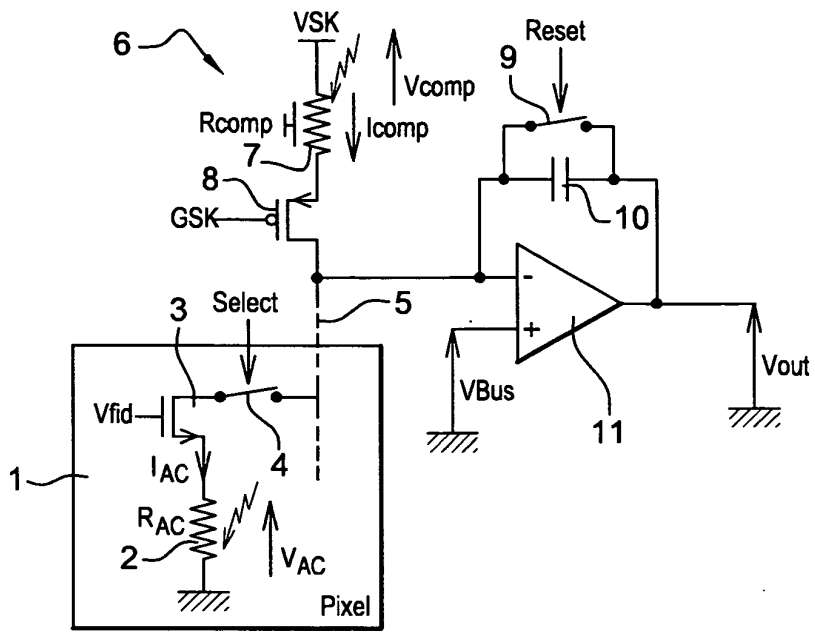 VSK
6
Vcomp
Reset
9
Rcomp
Icomp
7
8
10
GSK
-
Select
5
3
+
Vout
VBus
11
Vfid
4
1
IAC
RAC
2
VAC
Pixel